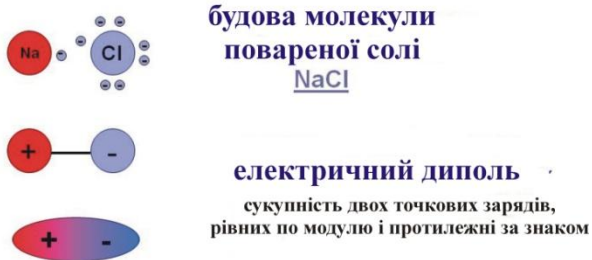 будова молекули
повареної солі
NaCl
Na
Cl
- - - - - - - -
+ -
електричний диполь
сукупність двох точкових зарядів,
рівних по модулю і протилежні за знаком
+ -